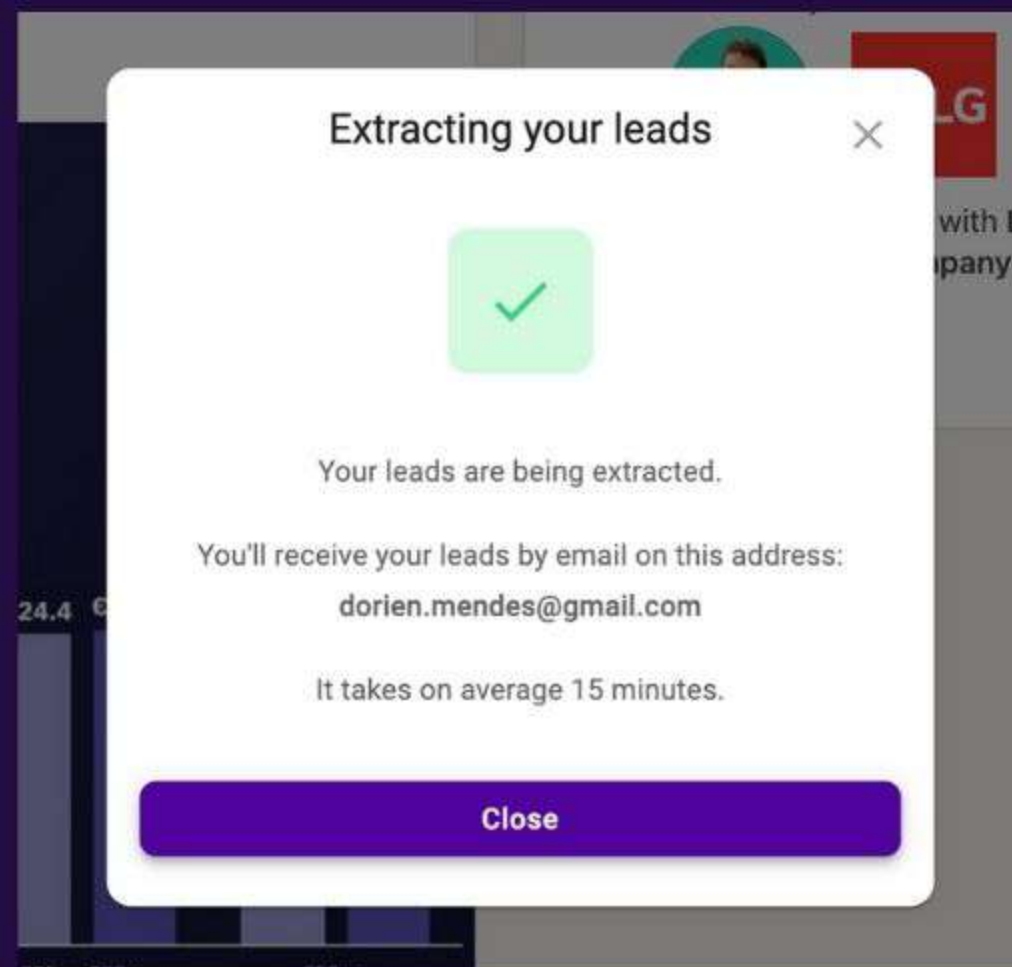 LG
Extracting your leads
with
Your leads are being extracted.
You'll receive your leads by email on this address:
dorien.mendes@gmail.com
24.4 €
It takes on average 15 minutes.
Close